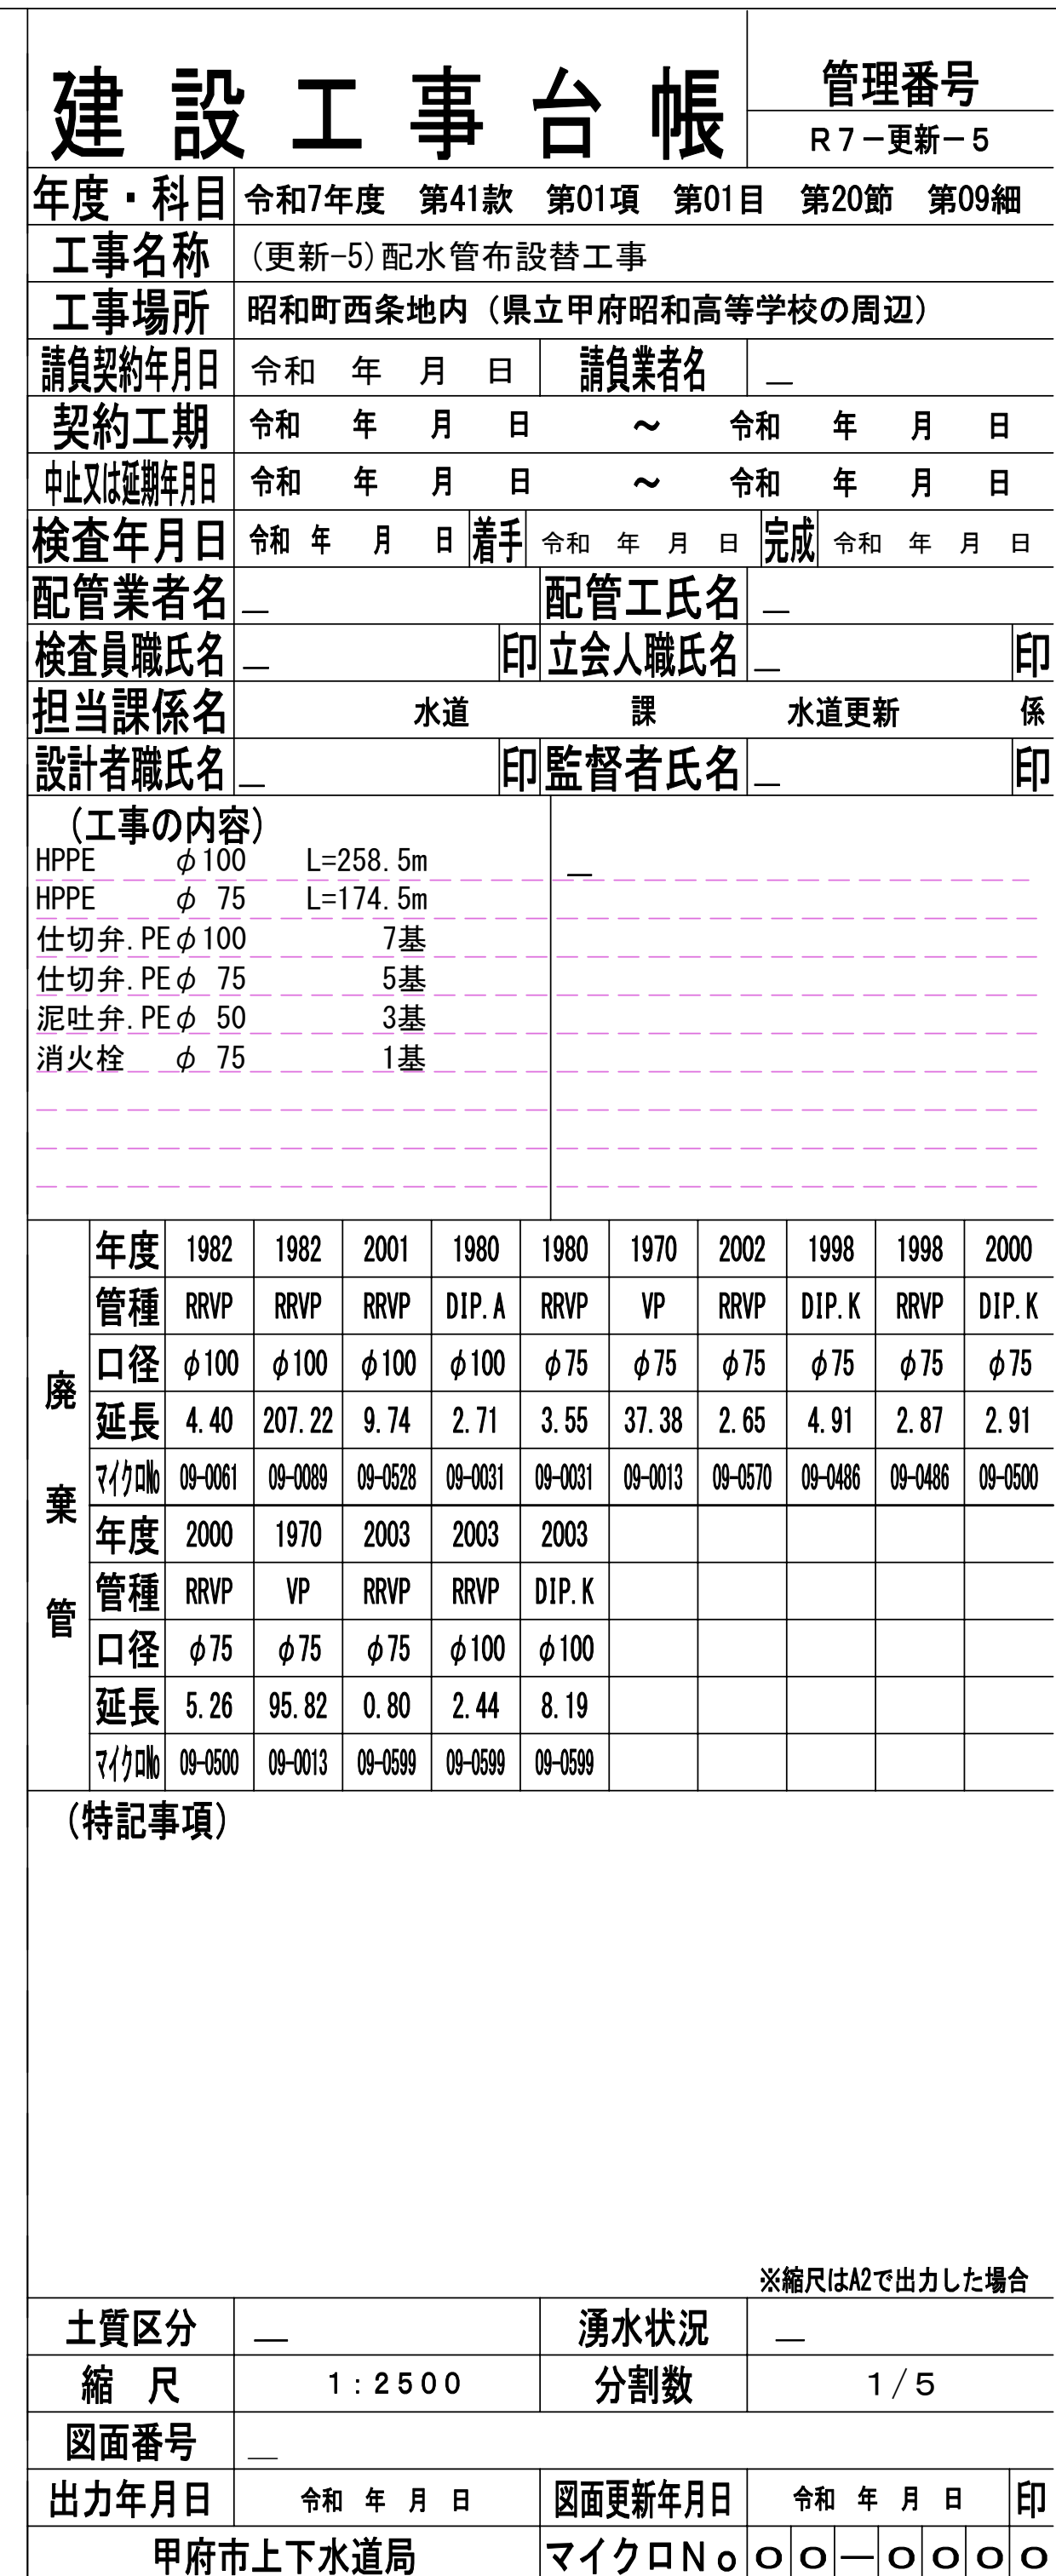 建設工事台帳 管理番号
R7－更新－5
年度・科目 令和7年度 第41款 第01項 第01目 第20節 第09細
工事名称 (更新-5)配水管布設替工事
工事場所 昭和町西条地内（県立甲府昭和高等学校の周辺）
請負契約年月日 令和 年 月 日 請負業者名 _
契約工期 令和 年 月 日 ～ 令和 年 月 日
中止又は延期年月日 令和 年 月 日 ～ 令和 年 月 日
検査年月日 令和 年 月 日 着手 令和 年 月 日 完成 令和 年 月 日
配管業者名 _ 配管工氏名 _
検査員職氏名 _ 印 立会人職氏名 _ 印
担当課係名 水道 課 水道更新 係
設計者職氏名 _ 印 監督者氏名 _ 印
（工事の内容）
HPPE φ100 L=258.5m _
HPPE φ 75 L=174.5m
仕切弁.PEφ100 7基
仕切弁.PEφ 75 5基
泥吐弁.PEφ 50 3基
消火栓 φ 75 1基
廃棄管
年度 1982 1982 2001 1980 1980 1970 2002 1998 1998 2000
管種 RRVP RRVP RRVP DIP.A RRVP VP RRVP DIP.K RRVP DIP.K
口径 φ100 φ100 φ100 φ100 φ75 φ75 φ75 φ75 φ75 φ75
延長 4.40 207.22 9.74 2.71 3.55 37.38 2.65 4.91 2.87 2.91
マイクロNo 09-0061 09-0089 09-0528 09-0031 09-0031 09-0013 09-0570 09-0486 09-0486 09-0500
年度 2000 1970 2003 2003 2003
管種 RRVP VP RRVP RRVP DIP.K
口径 φ75 φ75 φ75 φ100 φ100
延長 5.26 95.82 0.80 2.44 8.19
マイクロNo 09-0500 09-0013 09-0599 09-0599 09-0599
（特記事項）
※縮尺はA2で出力した場合
土質区分 _ 湧水状況 _
縮尺 1：2500 分割数 1/5
図面番号 _
出力年月日 令和 年 月 日 図面更新年月日 令和 年 月 日 印
甲府市上下水道局 マイクロNo 00－0000